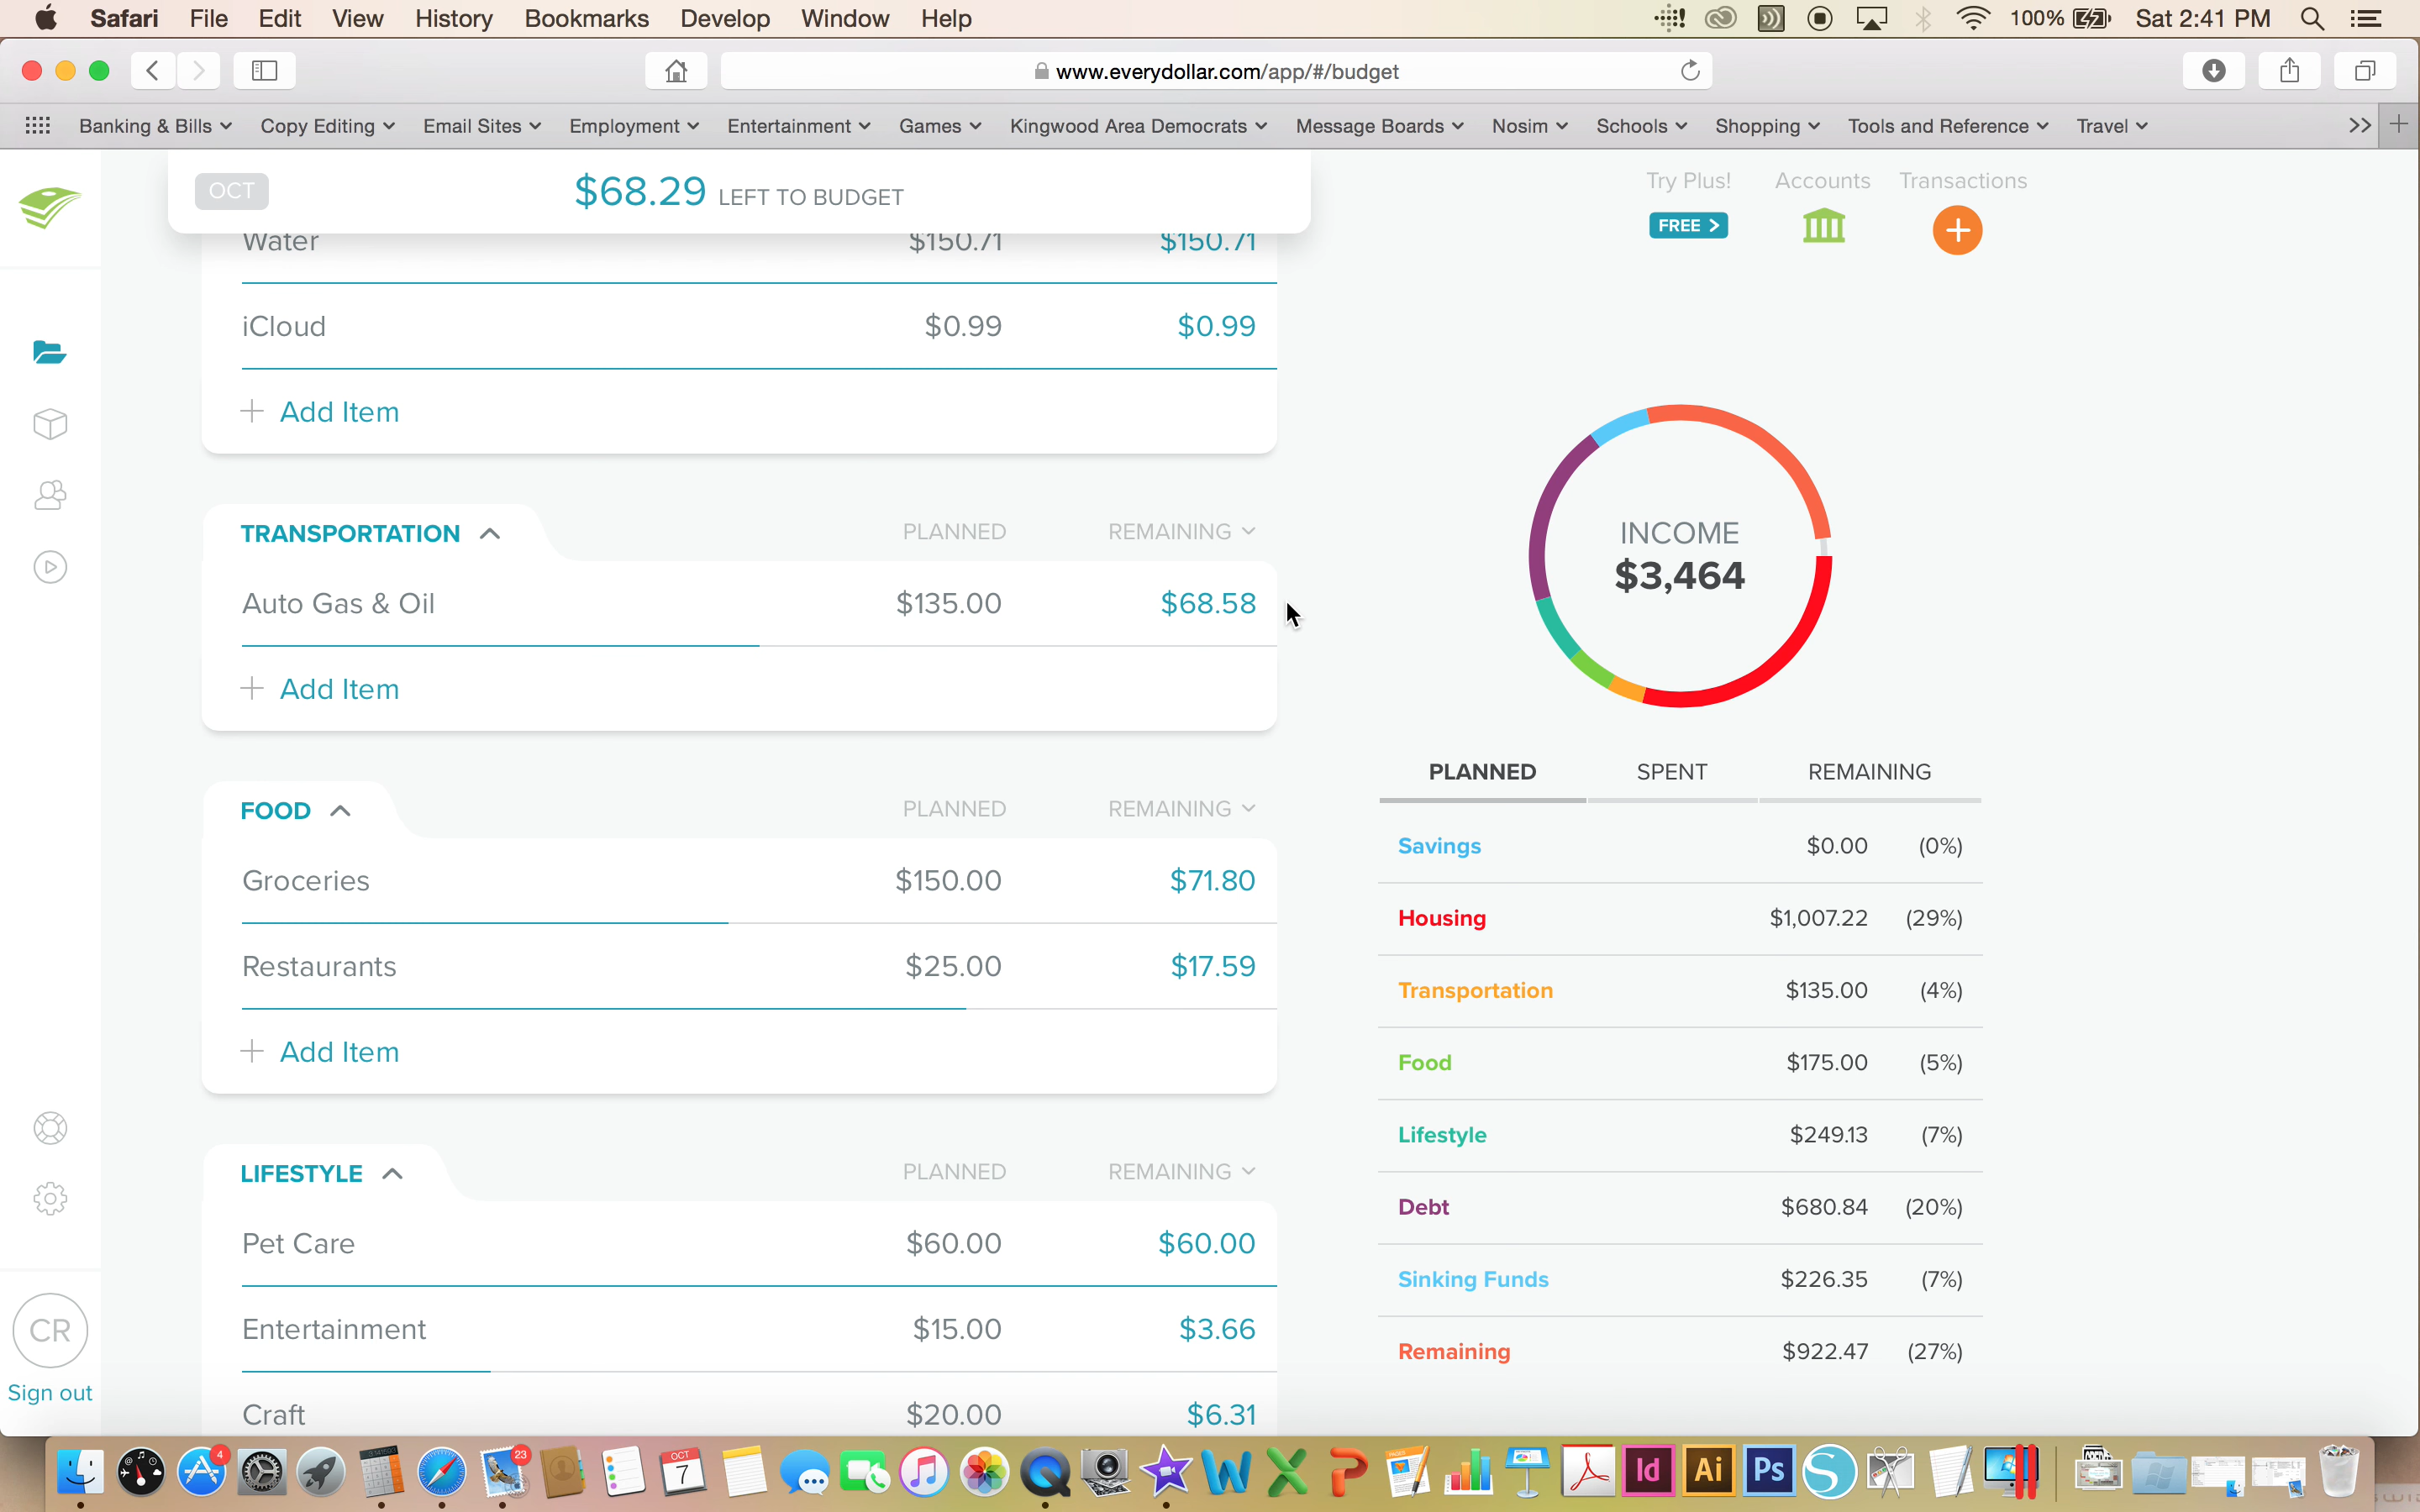 Safari File Edit View History Bookmarks Develop Window Help 100% Sat 2:41 PM
www.everydollar.com/app/#/budget
Banking & Bills Copy Editing Email Sites Employment Entertainment Games Kingwood Area Democrats Message Boards Nosim Schools Shopping Tools and Reference Travel
OCT $68.29 LEFT TO BUDGET
Try Plus! Accounts Transactions
FREE >
Water $150.71 $150.71
iCloud $0.99 $0.99
+ Add Item
TRANSPORTATION PLANNED REMAINING
Auto Gas & Oil $135.00 $68.58
+ Add Item
FOOD PLANNED REMAINING
Groceries $150.00 $71.80
Restaurants $25.00 $17.59
+ Add Item
LIFESTYLE PLANNED REMAINING
Pet Care $60.00 $60.00
Entertainment $15.00 $3.66
Craft $20.00 $6.31
INCOME
$3,464
PLANNED SPENT REMAINING
Savings $0.00 (0%)
Housing $1,007.22 (29%)
Transportation $135.00 (4%)
Food $175.00 (5%)
Lifestyle $249.13 (7%)
Debt $680.84 (20%)
Sinking Funds $226.35 (7%)
Remaining $922.47 (27%)
CR
Sign out
4
23
OCT
7
Id
Ai
Ps